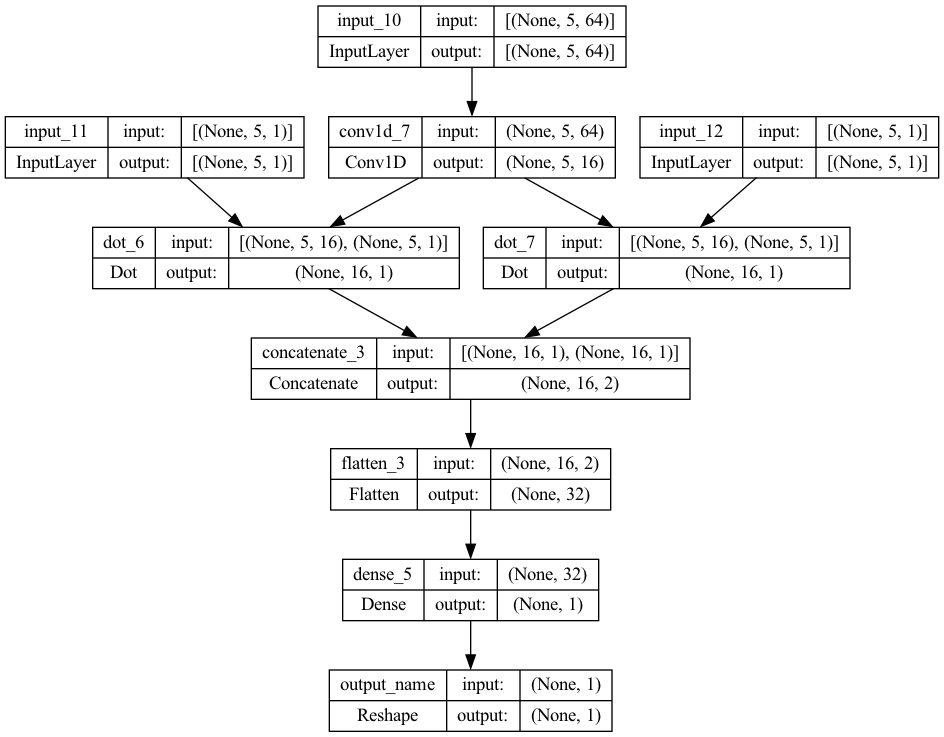 input_10 input: [(None, 5, 64)]
InputLayer output: [(None, 5, 64)]
input_11 input: [(None, 5, 1)]
InputLayer output: [(None, 5, 1)]
conv1d_7 input: (None, 5, 64)
Conv1D output: (None, 5, 16)
input_12 input: [(None, 5, 1)]
InputLayer output: [(None, 5, 1)]
dot_6 input: [(None, 5, 16), (None, 5, 1)]
Dot output: (None, 16, 1)
dot_7 input: [(None, 5, 16), (None, 5, 1)]
Dot output: (None, 16, 1)
concatenate_3 input: [(None, 16, 1), (None, 16, 1)]
Concatenate output: (None, 16, 2)
flatten_3 input: (None, 16, 2)
Flatten output: (None, 32)
dense_5 input: (None, 32)
Dense output: (None, 1)
output_name input: (None, 1)
Reshape output: (None, 1)